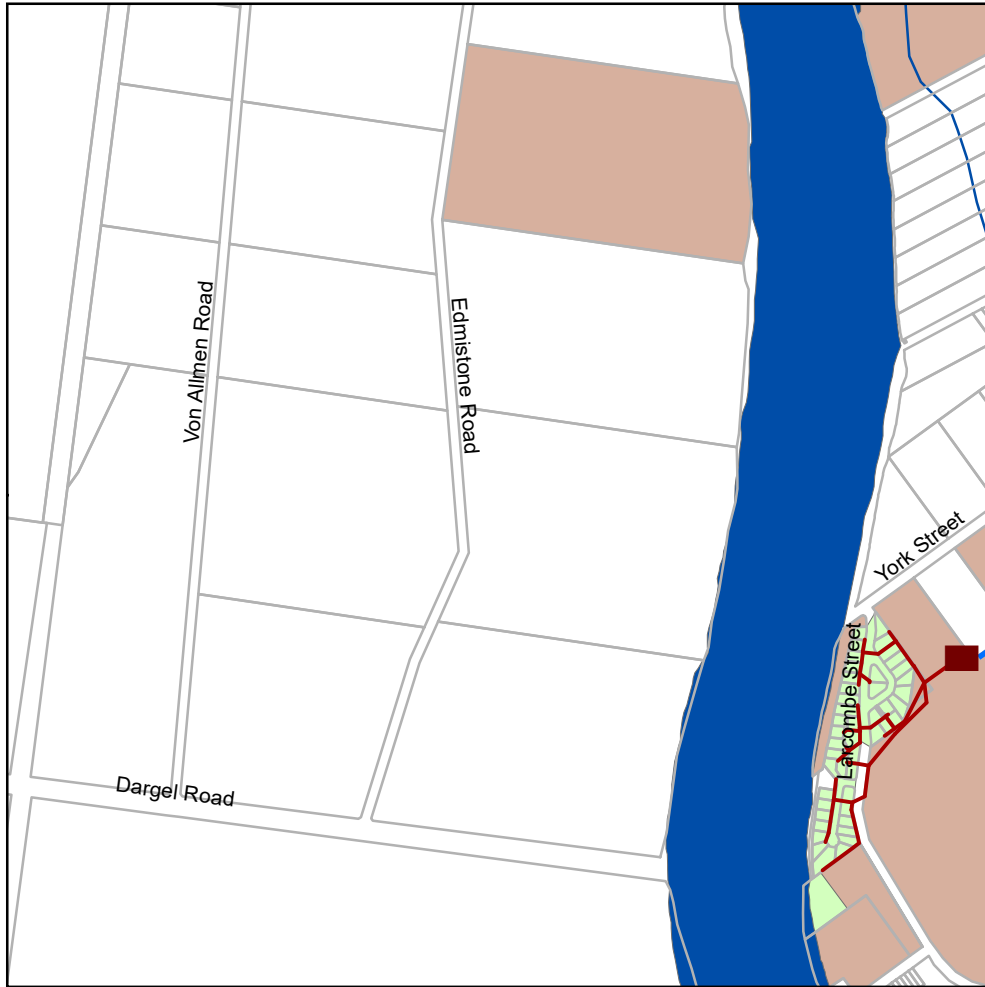 Von Allmen Road
Edmistone Road
York Street
Larcombe Street
Dargel Road